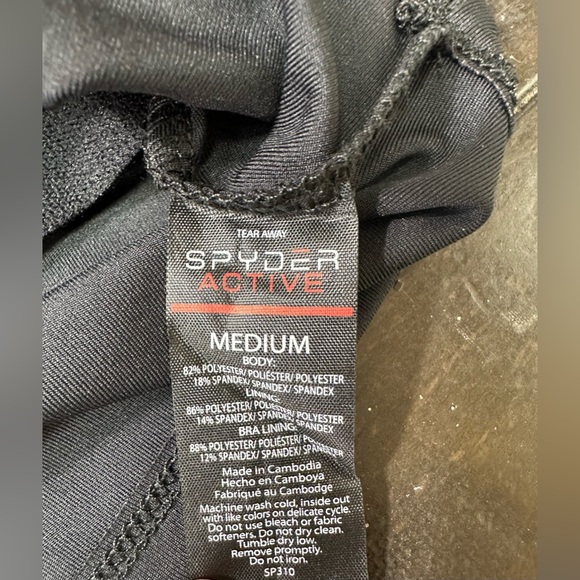 TEAR AWAY
SPYDER
ACTIVE
MEDIUM
BODY:
82% POLYESTER/ POLIÉSTER/ POLYESTER
18% SPANDEX/ SPANDEX/ SPANDEX
LINING:
86% POLYESTER/ POLIÉSTER/ POLYESTER
14% SPANDEX/ SPANDEX/ SPANDEX
BRA LINING:
88% POLYESTER/ POLIÉSTER/
12% SPANDEX/ SPANDEX/
Made in Cambodia
Hecho en Camboya
Fabriqué au Cambodge
Machine wash cold, inside out
with like colors on delicate cycle.
Do not use bleach or fabric
softeners. Do not dry clean.
Tumble dry low.
Remove promptly.
Do not iron.
SP310